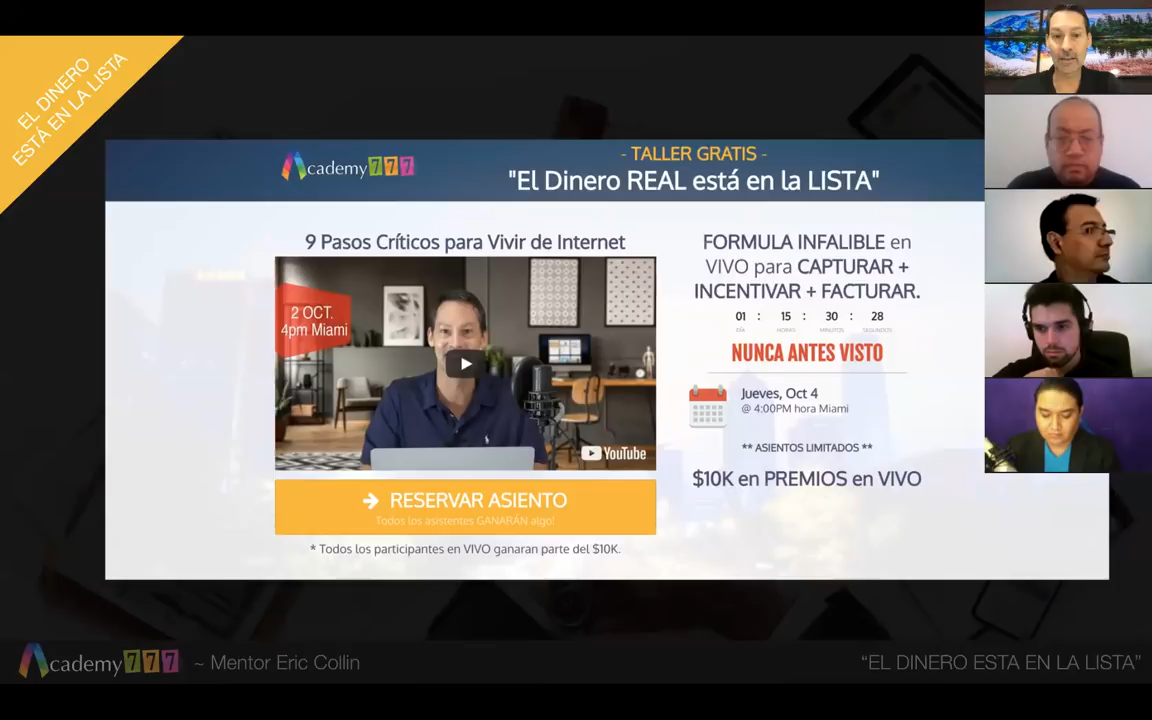 EL DINERO
ESTÁ EN LA LISTA
Academy777
- TALLER GRATIS -
"El Dinero REAL está en la LISTA"
9 Pasos Críticos para Vivir de Internet
2 OCT.
4pm Miami
YouTube
RESERVAR ASIENTO
Todos los asistentes GANARÁN algo!
* Todos los participantes en VIVO ganaran parte del $10K.
FORMULA INFALIBLE en
VIVO para CAPTURAR +
INCENTIVAR + FACTURAR.
01 : 15 : 30 : 28
DÍA HORAS MINUTOS SEGUNDOS
NUNCA ANTES VISTO
Jueves, Oct 4
@ 4:00PM hora Miami
** ASIENTOS LIMITADOS **
$10K en PREMIOS en VIVO
Academy777 ~ Mentor Eric Collin
“EL DINERO ESTA EN LA LISTA”